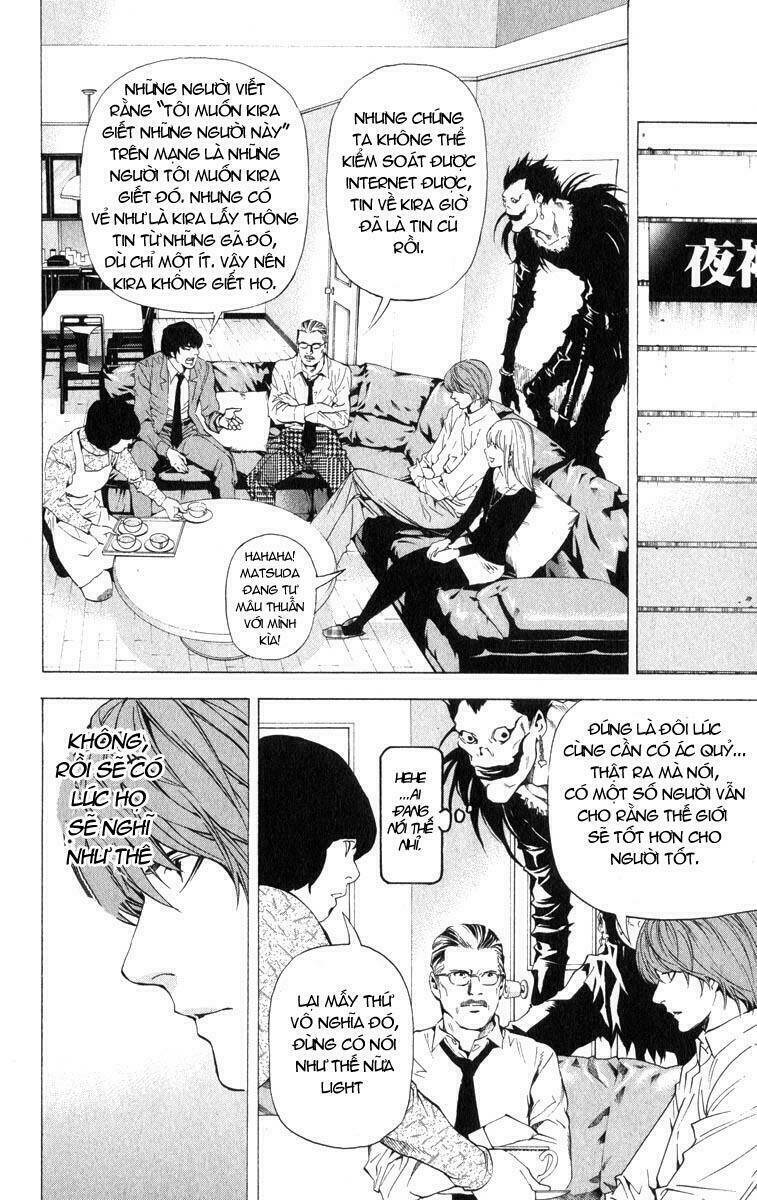 夜神
NHƯNG CHÚNG
TA KHÔNG THỂ
KIỂM SOÁT ĐƯỢC
INTERNET ĐƯỢC,
TIN VỀ KIRA GIỜ
ĐÃ LÀ TIN CŨ
RỒI.
NHỮNG NGƯỜI VIẾT
RẰNG "TÔI MUỐN KIRA
GIẾT NHỮNG NGƯỜI NÀY"
TRÊN MẠNG LÀ NHỮNG
NGƯỜI TÔI MUỐN KIRA
GIẾT ĐÓ. NHƯNG CÓ
VẺ NHƯ LÀ KIRA LẤY THÔNG
TIN TỪ NHỮNG GÃ ĐÓ,
DÙ CHỈ MỘT ÍT. VÂY NÊN
KIRA KHÔNG GIẾT HỌ.
HAHAHA!
MATSUDA
ĐANG TỰ
MÂU THUẪN
VỚI MÌNH
KÌA!
ĐÚNG LÀ ĐÔI LÚC
CÙNG CẦN CÓ ÁC QUỶ...
THẬT RA MÀ NÓI,
CÓ MỘT SỐ NGƯỜI VẪN
CHO RẰNG THẾ GIỚI
SẼ TỐT HƠN CHO
NGƯỜI TỐT.
HEHE
...AI
ĐANG
NÓI THẾ
NHỈ.
LẠI MẤY THỨ
VÔ NGHĨA ĐÓ,
ĐỪNG CÓ NÓI
NHƯ THẾ NỮA
LIGHT
KHÔNG,
RỒI SẼ CÓ
LÚC HỌ
SẼ NGHĨ
NHƯ THẾ